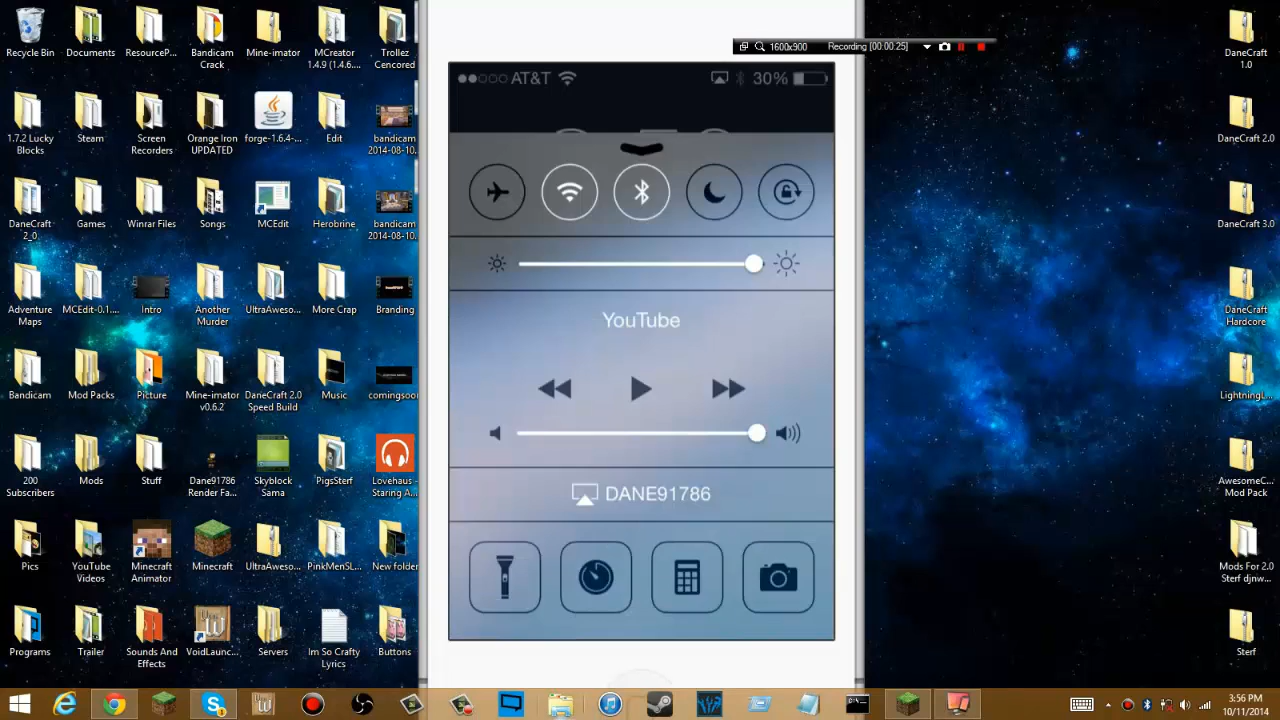 1600x900
Recording [00:00:25]
AT&T
30%
YouTube
DANE91786
Recycle Bin
Documents
ResourceP...
Bandicam
Crack
Mine-imator
MCreator
1.4.9 (1.4.6...
Trollez
Cencored
1.7.2 Lucky
Blocks
Steam
Screen
Recorders
Orange Iron
UPDATED
forge-1.6.4-...
Edit
bandicam
2014-08-10...
DaneCraft
2_0_
Games
Winrar Files
Songs
MCEdit
Herobrine
bandicam
2014-08-10...
Adventure
Maps
MCEdit-0.1....
Intro
Another
Murder
UltraAweso...
More Crap
Branding
Bandicam
Mod Packs
Picture
Mine-imator
v0.6.2
DaneCraft 2.0
Speed Build
Music
comingsoon
200
Subscribers
Mods
Stuff
Dane91786
Render Fa...
Skyblock
Sama
PigsSterf
Lovehaus -
Staring A...
Pics
YouTube
Videos
Minecraft
Animator
Minecraft
UltraAweso...
PinkMenSL...
New folder
Programs
Trailer
Sounds And
Effects
VoidLaunc...
Servers
Im So Crafty
Lyrics
Buttons
DaneCraft
1.0
DaneCraft 2.0
DaneCraft 3.0
DaneCraft
Hardcore
LightningL...
AwesomeC...
Mod Pack
Mods For 2.0
Sterf djnw...
Sterf
3:56 PM
10/11/2014